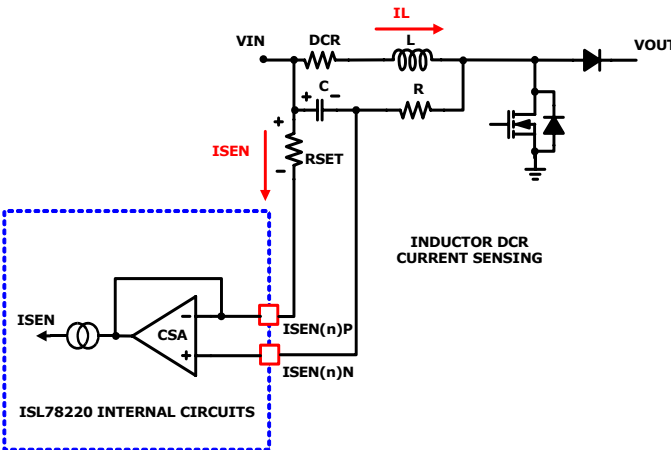 IL
VIN
DCR
L
VOUT
C
+
−
R
+
ISEN
RSET
−
INDUCTOR DCR
CURRENT SENSING
ISEN
−
CSA
+
ISEN(n)P
ISEN(n)N
ISL78220 INTERNAL CIRCUITS